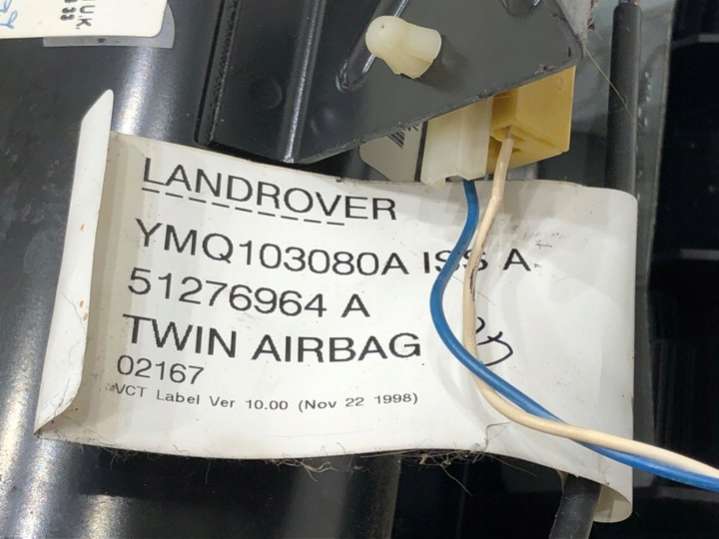 U.K.
LANDROVER
YMQ103080A ISS A
51276964 A
TWIN AIRBAG
02167
VCT Label Ver 10.00 (Nov 22 1998)